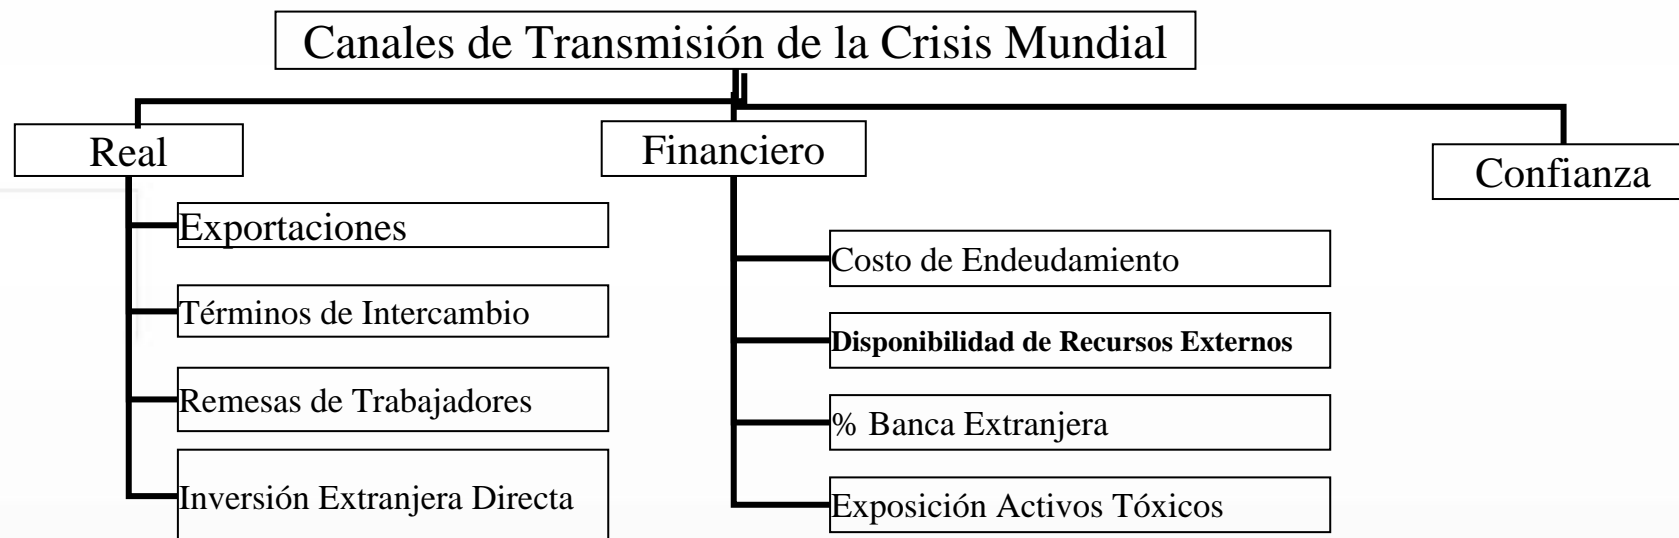 Canales de Transmisión de la Crisis Mundial
Real
Exportaciones
Términos de Intercambio
Remesas de Trabajadores
Inversión Extranjera Directa
Financiero
Costo de Endeudamiento
Disponibilidad de Recursos Externos
% Banca Extranjera
Exposición Activos Tóxicos
Confianza